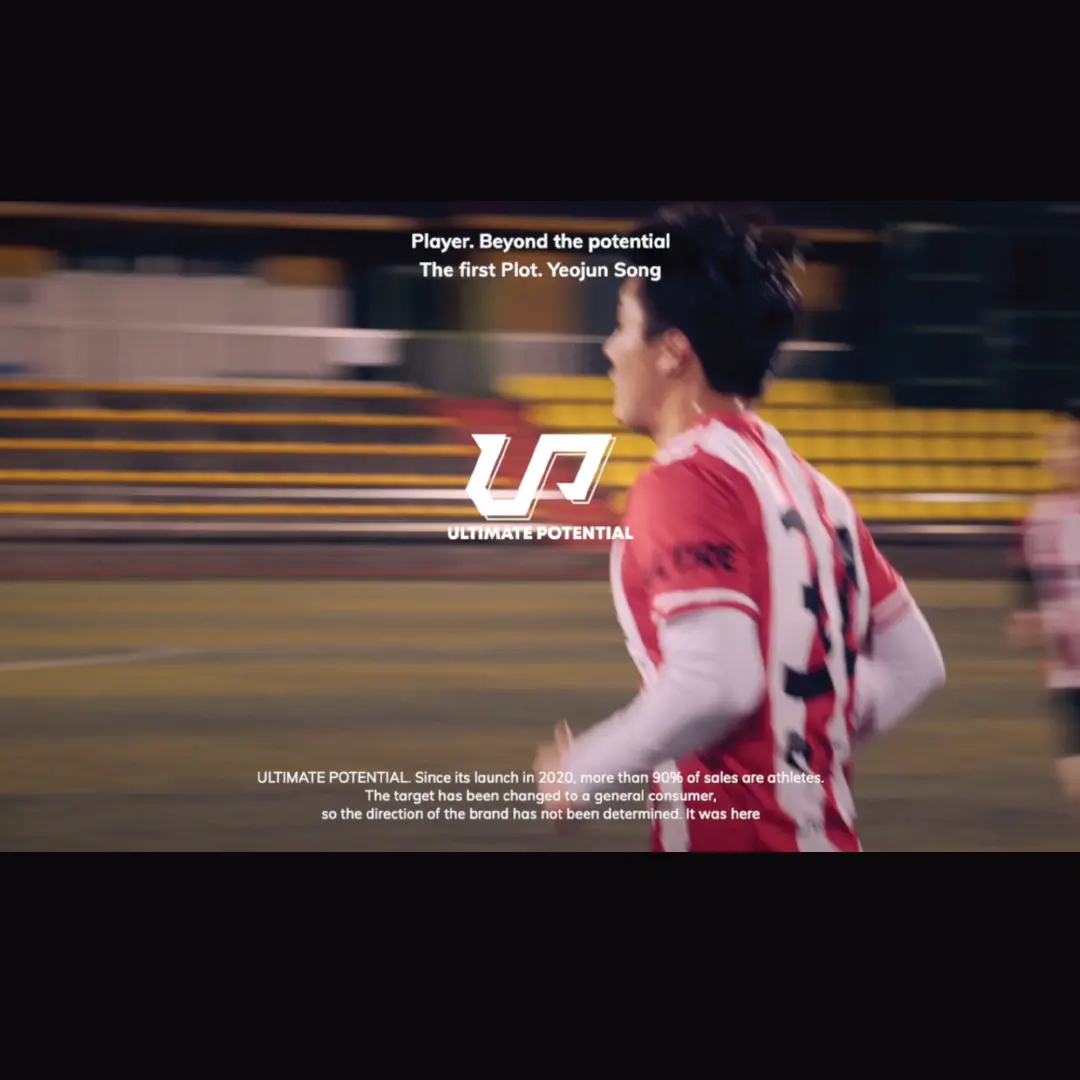 Player. Beyond the potential
The first Plot. Yeojun Song
UP
ULTIMATE POTENTIAL
ULTIMATE POTENTIAL. Since its launch in 2020, more than 90% of sales are athletes.
The target has been changed to a general consumer,
so the direction of the brand has not been determined. It was here